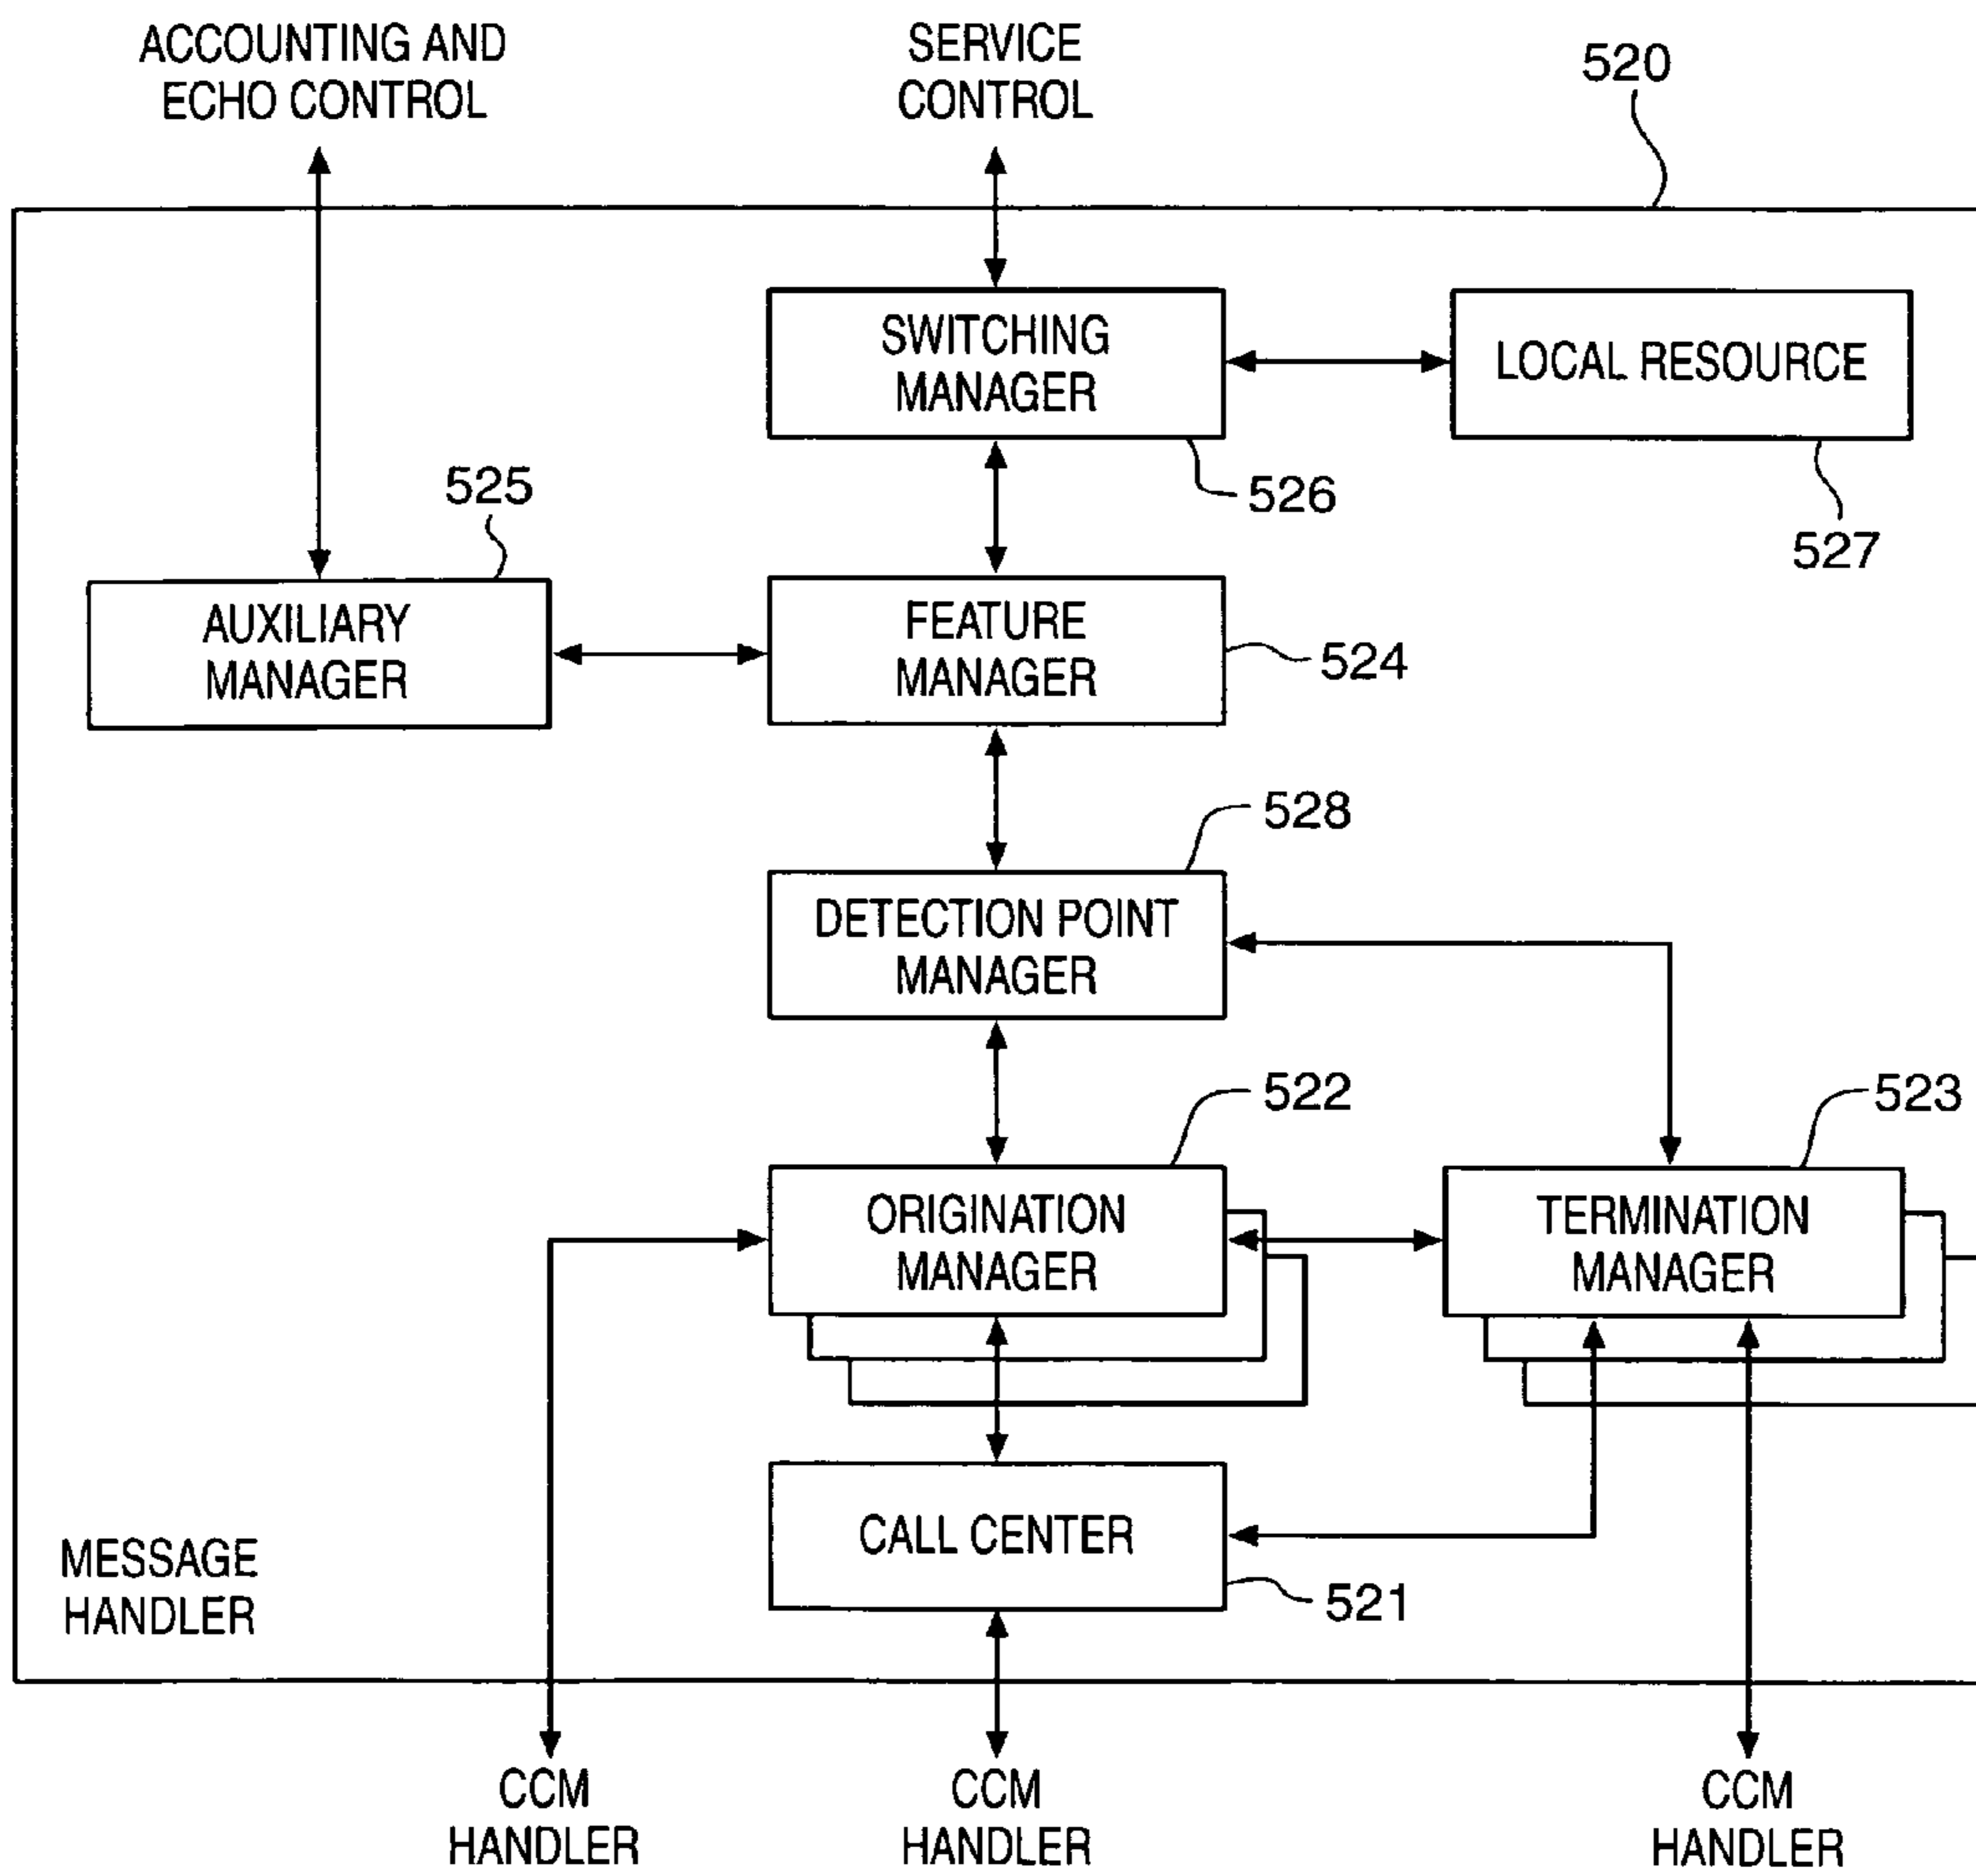 ACCOUNTING AND
ECHO CONTROL
SERVICE
CONTROL
520
SWITCHING
MANAGER
LOCAL RESOURCE
525
526
527
AUXILIARY
MANAGER
FEATURE
MANAGER
524
528
DETECTION POINT
MANAGER
522
523
ORIGINATION
MANAGER
TERMINATION
MANAGER
CALL CENTER
521
MESSAGE
HANDLER
CCM
HANDLER
CCM
HANDLER
CCM
HANDLER